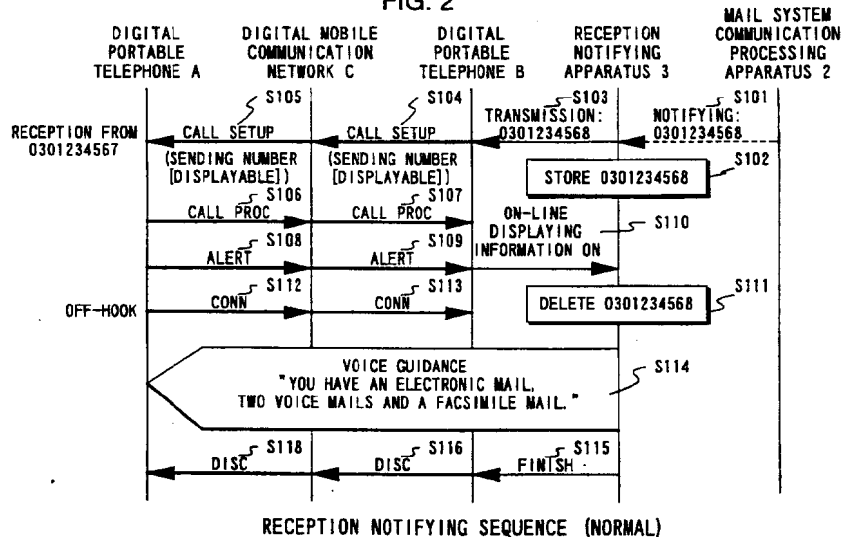 FIG. 2
DIGITAL PORTABLE TELEPHONE A
DIGITAL MOBILE COMMUNICATION NETWORK C
DIGITAL PORTABLE TELEPHONE B
RECEPTION NOTIFYING APPARATUS 3
MAIL SYSTEM COMMUNICATION PROCESSING APPARATUS 2
S105
S104
S103
S101
RECEPTION FROM 0301234567
CALL SETUP
CALL SETUP
TRANSMISSION: 0301234568
NOTIFYING: 0301234568
(SENDING NUMBER [DISPLAYABLE])
(SENDING NUMBER [DISPLAYABLE])
STORE 0301234568
S102
S106
S107
CALL PROC
CALL PROC
ON-LINE DISPLAYING INFORMATION ON
S110
S108
S109
ALERT
ALERT
S112
S113
S111
OFF-HOOK
CONN
CONN
DELETE 0301234568
VOICE GUIDANCE
"YOU HAVE AN ELECTRONIC MAIL,
TWO VOICE MAILS AND A FACSIMILE MAIL."
S114
S118
S116
S115
DISC
DISC
FINISH
RECEPTION NOTIFYING SEQUENCE (NORMAL)